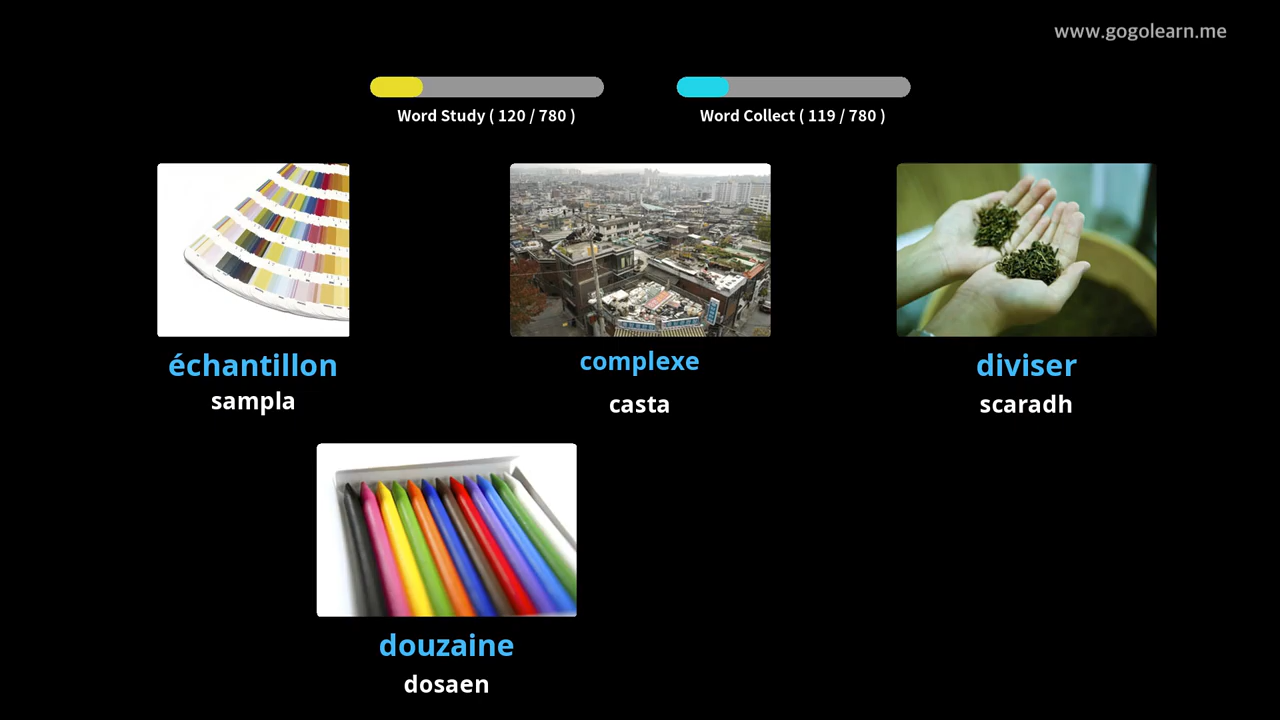 www.gogolearn.me
Word Study ( 120 / 780 )
Word Collect ( 119 / 780 )
échantillon
sampla
complexe
casta
diviser
scaradh
douzaine
dosaen